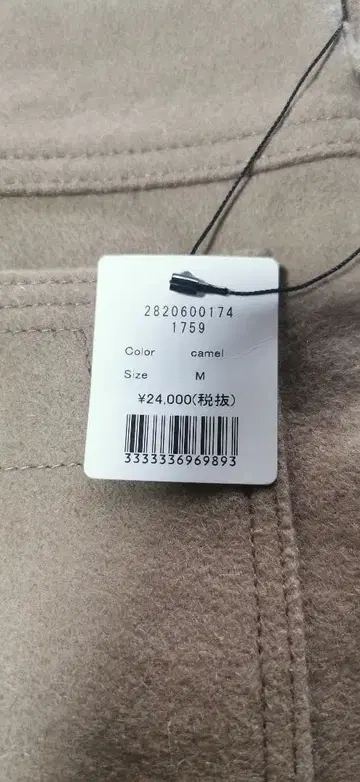 2820600174
1759
Color camel
Size M
¥24,000(税抜)
3333336969893